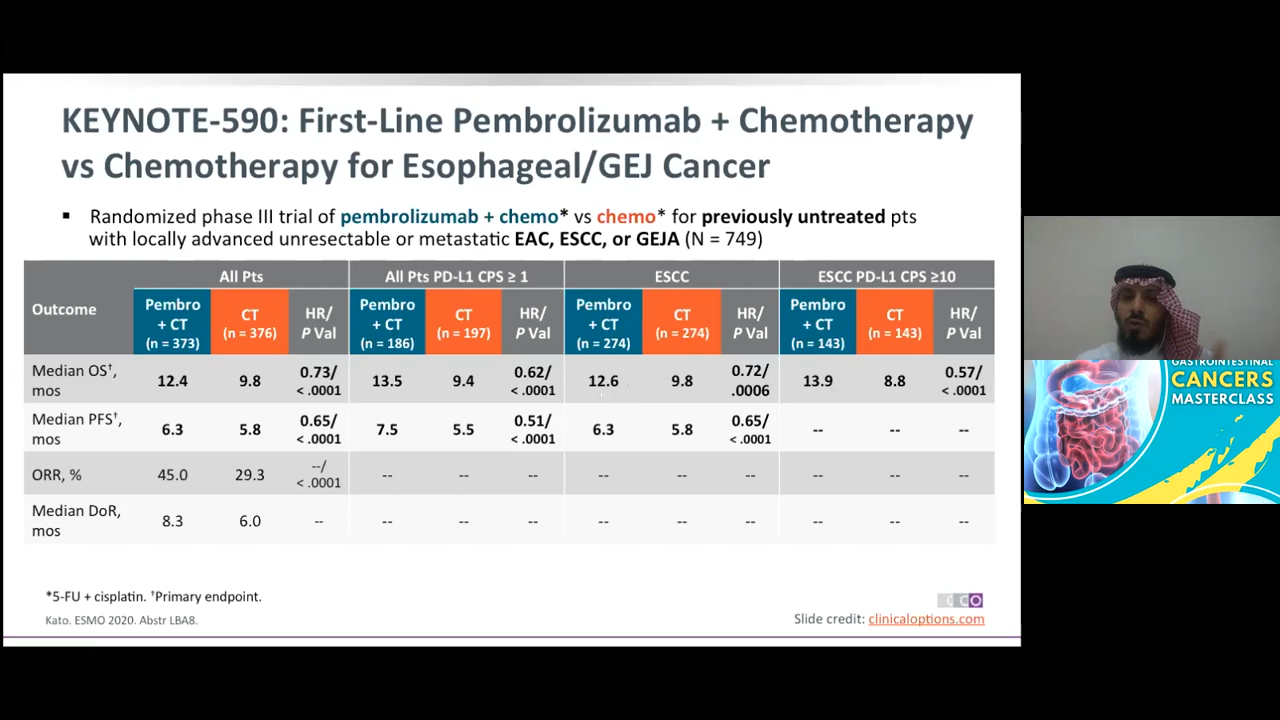 KEYNOTE-590: First-Line Pembrolizumab + Chemotherapy
vs Chemotherapy for Esophageal/GEJ Cancer
▪ Randomized phase III trial of pembrolizumab + chemo* vs chemo* for previously untreated pts
with locally advanced unresectable or metastatic EAC, ESCC, or GEJA (N = 749)
Outcome All Pts All Pts PD-L1 CPS ≥ 1 ESCC ESCC PD-L1 CPS ≥10
Pembro + CT (n = 373) CT (n = 376) HR/ P Val Pembro + CT (n = 186) CT (n = 197) HR/ P Val Pembro + CT (n = 274) CT (n = 274) HR/ P Val Pembro + CT (n = 143) CT (n = 143) HR/ P Val
Median OS†, mos 12.4 9.8 0.73/ < .0001 13.5 9.4 0.62/ < .0001 12.6 9.8 0.72/ .0006 13.9 8.8 0.57/ < .0001
Median PFS†, mos 6.3 5.8 0.65/ < .0001 7.5 5.5 0.51/ < .0001 6.3 5.8 0.65/ < .0001 -- -- --
ORR, % 45.0 29.3 --/ < .0001 -- -- -- -- -- -- -- -- --
Median DoR, mos 8.3 6.0 -- -- -- -- -- -- -- -- -- --
*5-FU + cisplatin. †Primary endpoint.
Kato. ESMO 2020. Abstr LBA8.
CCO
Slide credit: clinicaloptions.com
GASTROINTESTINAL
CANCERS
MASTERCLASS